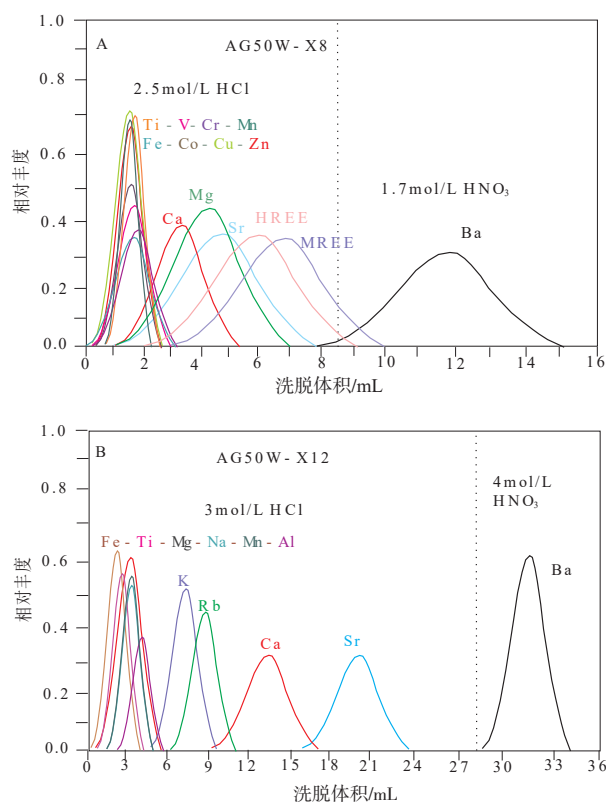 A
AG50W-X8
2.5mol/L HCl
Ti - V- Cr - Mn
Fe - Co - Cu - Zn
1.7mol/L HNO₃
Ca
Mg
Sr
HREE
MREE
Ba
相对丰度
1.0
0.8
0.6
0.4
0.2
0.0
0 2 4 6 8 10 12 14 16
洗脱体积/mL
B
AG50W-X12
3mol/L HCl
4mol/L
HNO₃
Fe - Ti - Mg - Na - Mn - Al
K
Rb
Ca
Sr
Ba
相对丰度
1.0
0.8
0.6
0.4
0.2
0.0
0 3 6 9 12 15 18 21 24 27 30 33 36
洗脱体积/mL